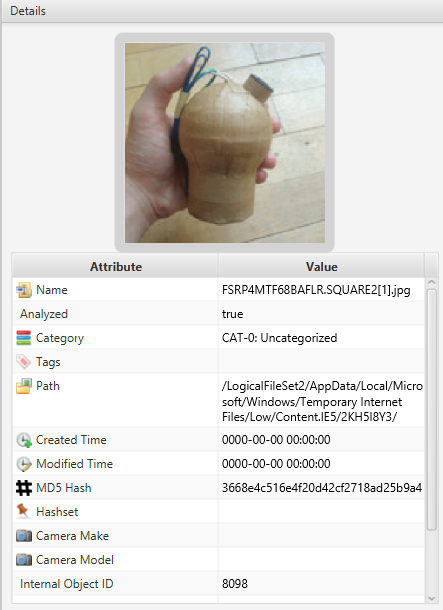 Details
Attribute Value
Name FSRP4MTF68BAFLR.SQUARE2[1].jpg
Analyzed true
Category CAT-0: Uncategorized
Tags
Path /LogicalFileSet2/AppData/Local/Micro
soft/Windows/Temporary Internet
Files/Low/Content.IE5/2KH5I8Y3/
Created Time 0000-00-00 00:00:00
Modified Time 0000-00-00 00:00:00
MD5 Hash 3668e4c516e4f20d42cf2718ad25b9a4
Hashset
Camera Make
Camera Model
Internal Object ID 8098